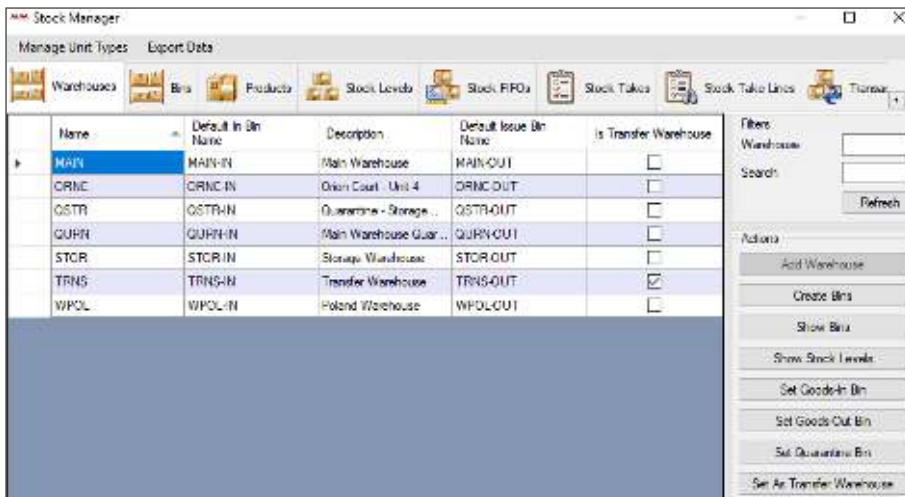 Stock Manager
Manage Unit Types Export Data
Warehouses Bins Products Stock Levels Stock FIFOs Stock Takes Stock Take Lines
Name Default In Bin Name Description Default Issue Bin Name Is Transfer Warehouse
MAIN MAIN-IN Main Warehouse MAIN-OUT
ORNC ORNC-IN Orion Court - Unit 4 ORNC-OUT
QSTR QSTR-IN Quarantine - Storage ... QSTR-OUT
QURN QURN-IN Main Warehouse Quar... QURN-OUT
STOR STOR-IN Storage Warehouse STOR-OUT
TRNS TRNS-IN Transfer Warehouse TRNS-OUT
WPOL WPOL-IN Poland Warehouse WPOL-OUT
Filters
Warehouse
Search
Refresh
Actions
Add Warehouse
Create Bins
Show Bins
Show Stock Levels
Set Goods-In Bin
Set Goods Out Bin
Set Quarantine Bin
Set As Transfer Warehouse